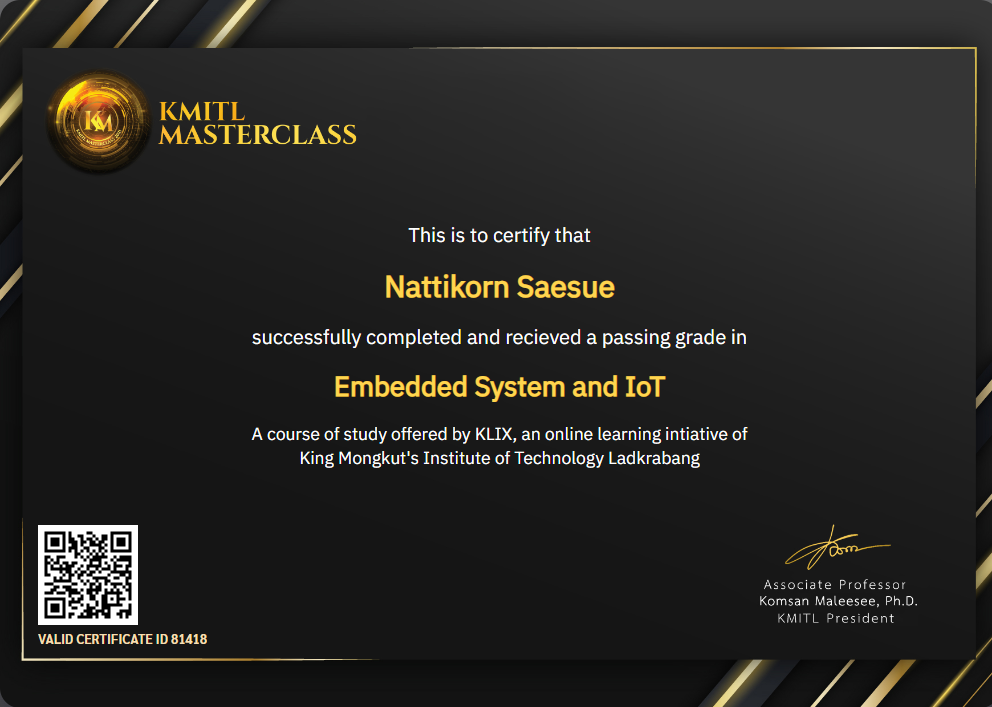 KM
KMITL
MASTERCLASS
This is to certify that
Nattikorn Saesue
successfully completed and recieved a passing grade in
Embedded System and IoT
A course of study offered by KLIX, an online learning intiative of
King Mongkut's Institute of Technology Ladkrabang
Associate Professor
Komsan Maleesee, Ph.D.
KMITL President
VALID CERTIFICATE ID 81418